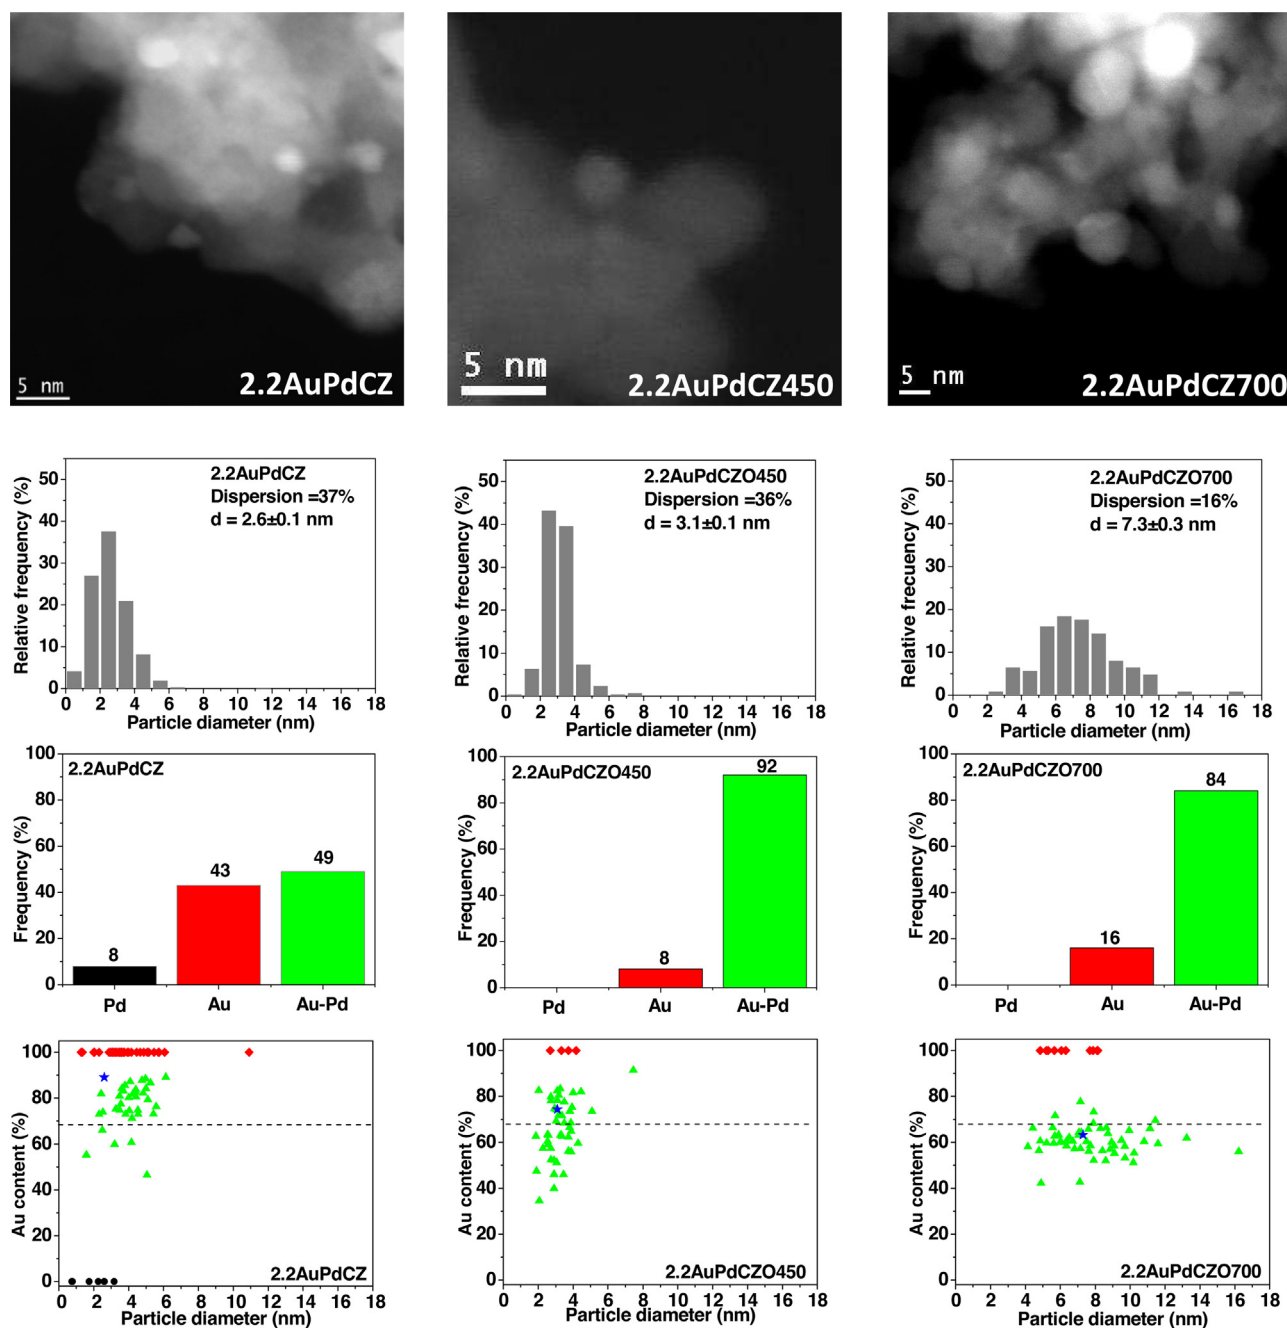 5 nm
2.2AuPdCZ
5 nm
2.2AuPdCZ450
5 nm
2.2AuPdCZ700
2.2AuPdCZ
Dispersion =37%
d = 2.6±0.1 nm
Relative frequency (%)
50
40
30
20
10
0
0 2 4 6 8 10 12 14 16 18
Particle diameter (nm)
2.2AuPdCZO450
Dispersion =36%
d = 3.1±0.1 nm
Relative frecuency (%)
50
40
30
20
10
0
0 2 4 6 8 10 12 14 16 18
Particle diameter (nm)
2.2AuPdCZO700
Dispersion =16%
d = 7.3±0.3 nm
Relative frecuency (%)
50
40
30
20
10
0
0 2 4 6 8 10 12 14 16 18
Particle diameter (nm)
2.2AuPdCZ
Frequency (%)
100
80
60
40
20
0
8
43
49
Pd Au Au-Pd
2.2AuPdCZO450
Frequency (%)
100
80
60
40
20
0
8
92
Pd Au Au-Pd
2.2AuPdCZO700
Frequency (%)
100
80
60
40
20
0
16
84
Pd Au Au-Pd
Au content (%)
100
80
60
40
20
0
2.2AuPdCZ
0 2 4 6 8 10 12 14 16 18
Particle diameter (nm)
Au content (%)
100
80
60
40
20
0
2.2AuPdCZO450
0 2 4 6 8 10 12 14 16 18
Particle diameter (nm)
Au content (%)
100
80
60
40
20
0
2.2AuPdCZO700
0 2 4 6 8 10 12 14 16 18
Particle diameter (nm)